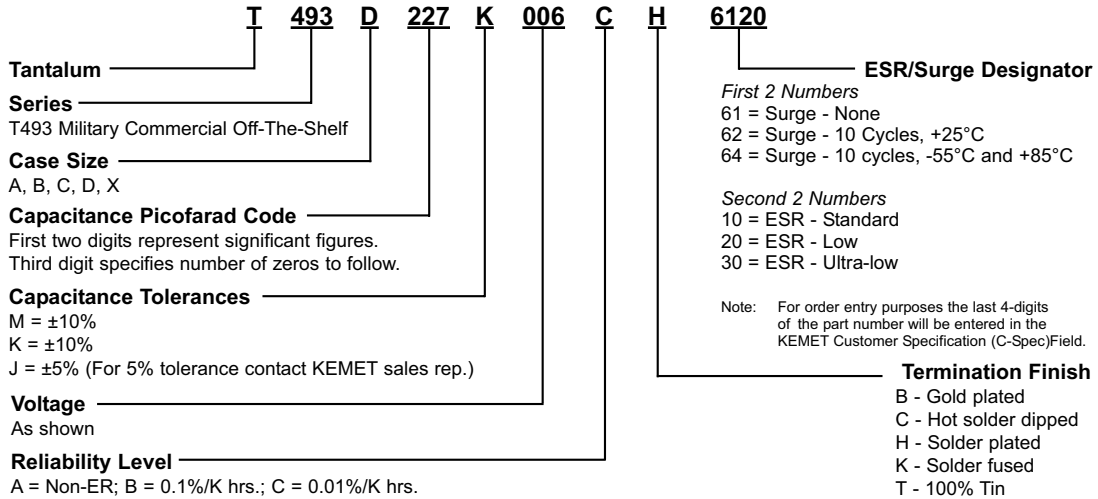 T 493 D 227 K 006 C H 6120
Tantalum
Series
T493 Military Commercial Off-The-Shelf
Case Size
A, B, C, D, X
Capacitance Picofarad Code
First two digits represent significant figures.
Third digit specifies number of zeros to follow.
Capacitance Tolerances
M = ±10%
K = ±10%
J = ±5% (For 5% tolerance contact KEMET sales rep.)
Voltage
As shown
Reliability Level
A = Non-ER; B = 0.1%/K hrs.; C = 0.01%/K hrs.
ESR/Surge Designator
First 2 Numbers
61 = Surge - None
62 = Surge - 10 Cycles, +25°C
64 = Surge - 10 cycles, -55°C and +85°C
Second 2 Numbers
10 = ESR - Standard
20 = ESR - Low
30 = ESR - Ultra-low
Note: For order entry purposes the last 4-digits
of the part number will be entered in the
KEMET Customer Specification (C-Spec)Field.
Termination Finish
B - Gold plated
C - Hot solder dipped
H - Solder plated
K - Solder fused
T - 100% Tin